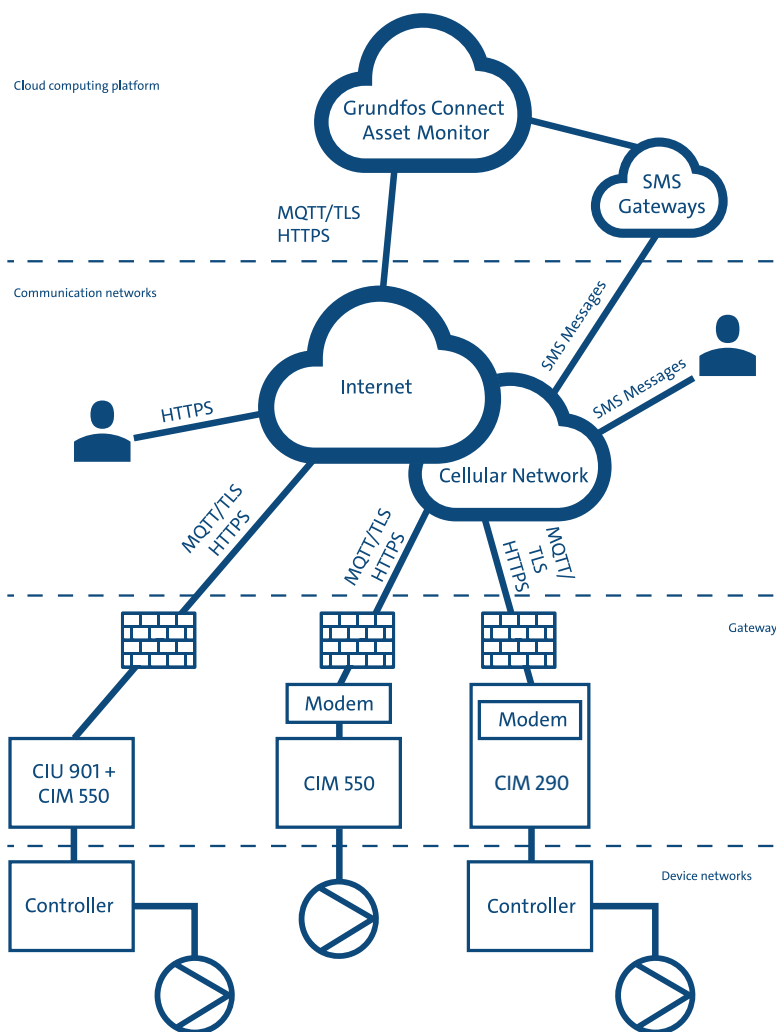 Cloud computing platform
Grundfos Connect
Asset Monitor
SMS
Gateways
MQTT/TLS
HTTPS
Communication networks
SMS Messages
SMS Messages
Internet
HTTPS
Cellular Network
MQTT/TLS
HTTPS
MQTT/TLS
HTTPS
MQTT/
TLS
HTTPS
Gateway
Modem
Modem
CIU 901 +
CIM 550
CIM 550
CIM 290
Device networks
Controller
Controller